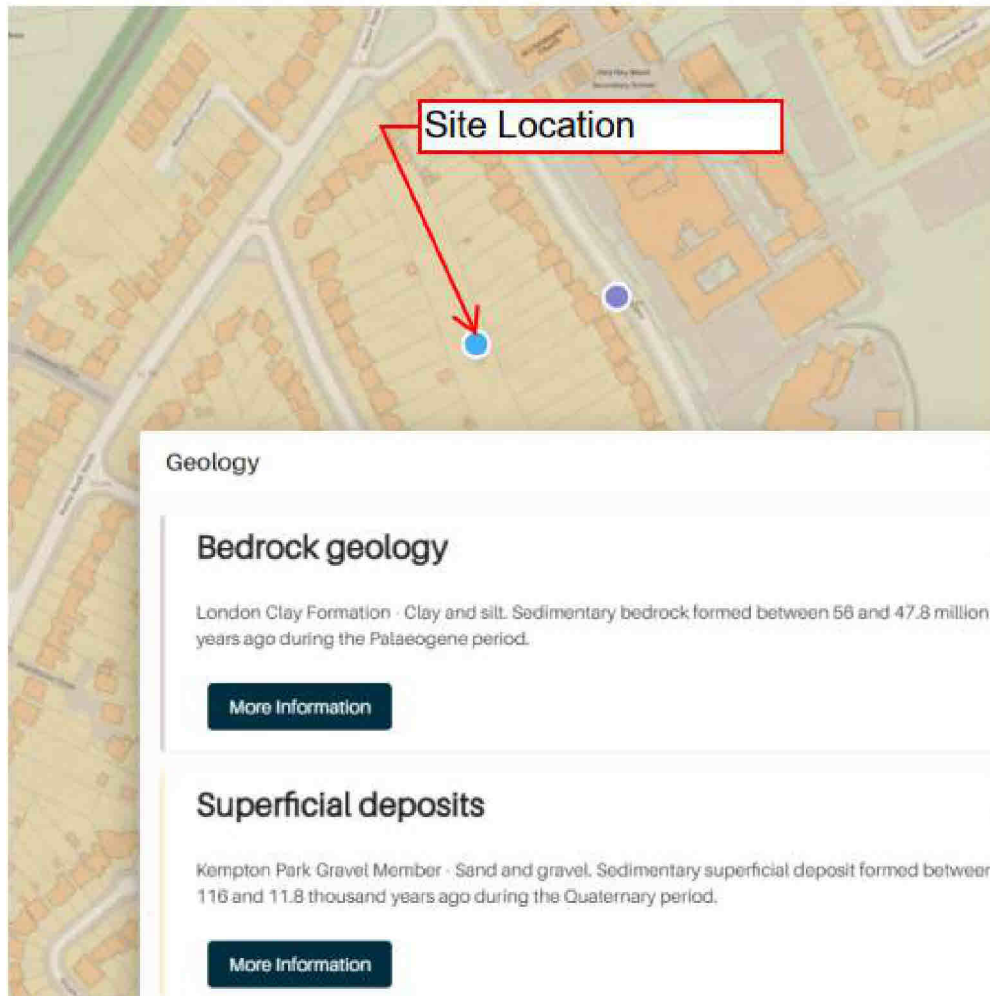 Site Location
Geology
Bedrock geology
London Clay Formation · Clay and silt. Sedimentary bedrock formed between 56 and 47.8 million
years ago during the Palaeogene period.
More Information
Superficial deposits
Kempton Park Gravel Member · Sand and gravel. Sedimentary superficial deposit formed between
116 and 11.8 thousand years ago during the Quaternary period.
More Information